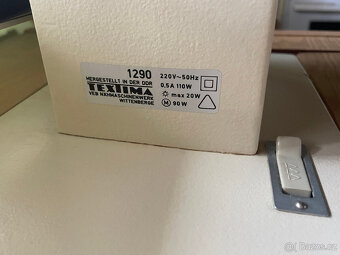 1290
HERGESTELLT IN DER DDR
TEXTIMA
VEB NÄHMASCHINENWERK
WITTENBERGE
220V~50Hz
0,5A 110W
max 20W
M 90W
Bazos.cz